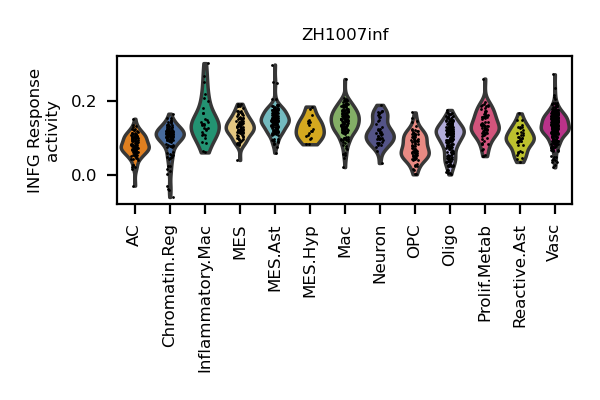 ZH1007inf
INFG Response
activity
0.2
0.0
AC
Chromatin.Reg
Inflammatory.Mac
MES
MES.Ast
MES.Hyp
Mac
Neuron
OPC
Oligo
Prolif.Metab
Reactive.Ast
Vasc